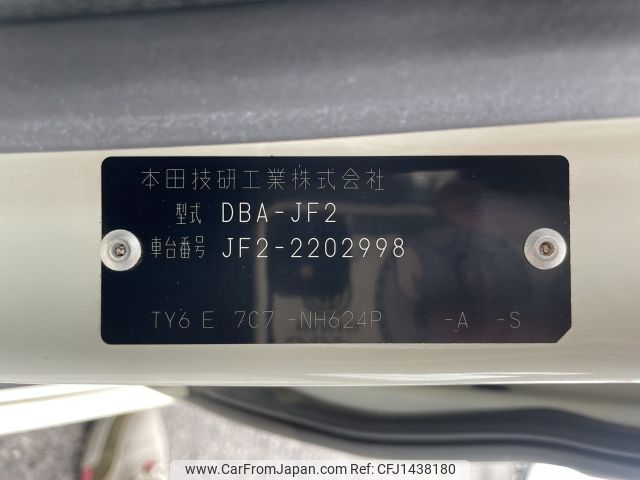 本田技研工業株式会社
型式 DBA-JF2
車台番号 JF2-2202998
TY6 E 7C7 -NH624P -A -S
www.CarFromJapan.com - CFJ1438180